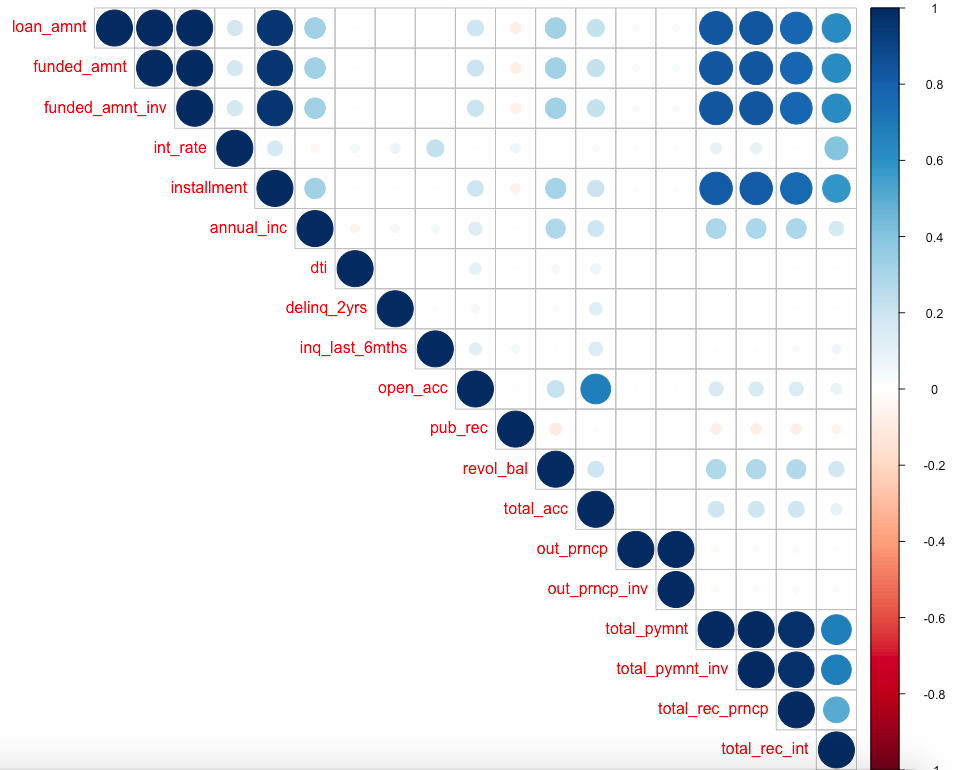 loan_amnt
funded_amnt
funded_amnt_inv
int_rate
installment
annual_inc
dti
delinq_2yrs
inq_last_6mths
open_acc
pub_rec
revol_bal
total_acc
out_prncp
out_prncp_inv
total_pymnt
total_pymnt_inv
total_rec_prncp
total_rec_int
1
0.8
0.6
0.4
0.2
0
-0.2
-0.4
-0.6
-0.8